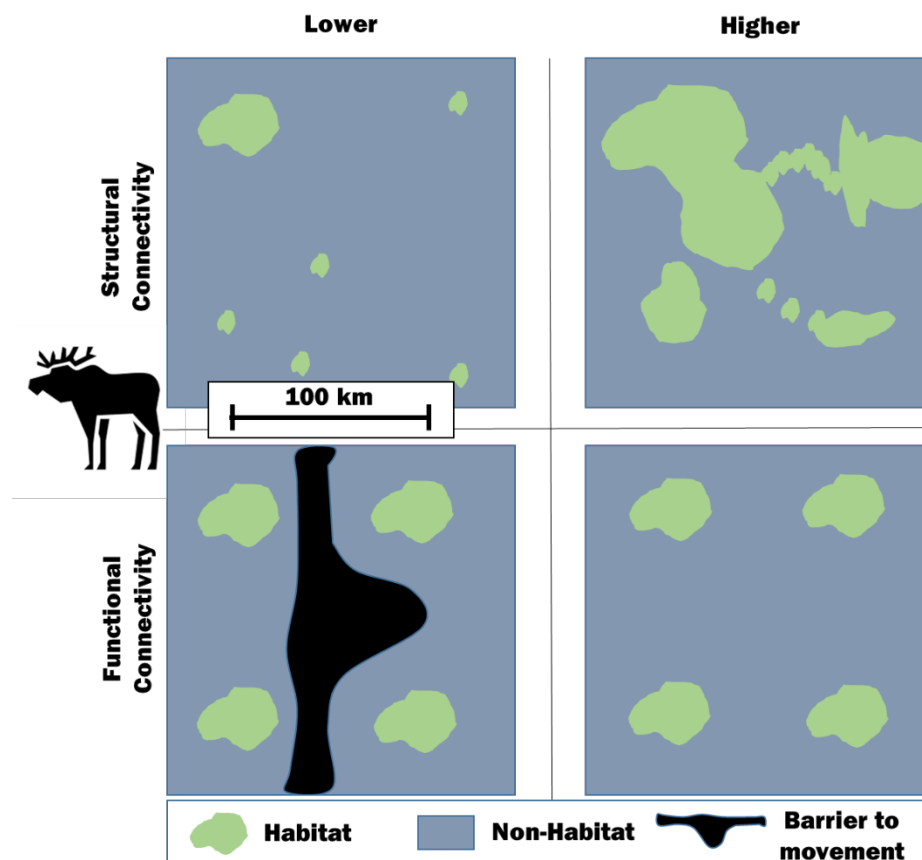 Lower
Higher
Structural
Connectivity
100 km
Functional
Connectivity
Habitat
Non-Habitat
Barrier to
movement